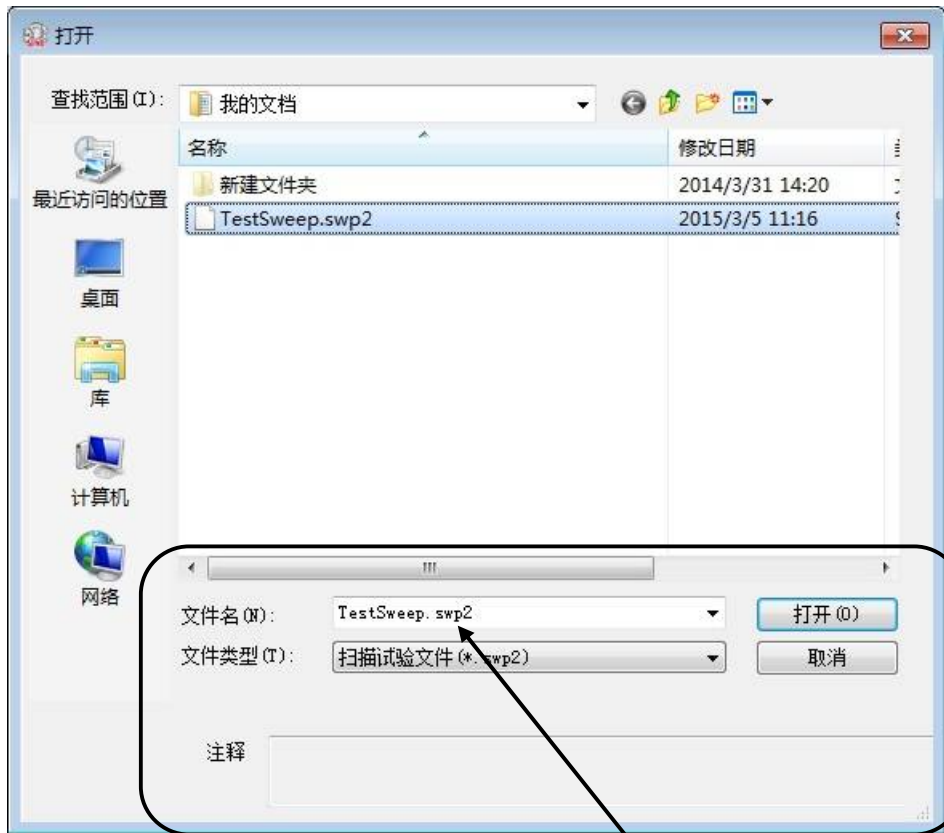 打开
查找范围(I):
我的文档
名称
修改日期
新建文件夹
2014/3/31 14:20
TestSweep.swp2
2015/3/5 11:16
最近访问的位置
桌面
库
计算机
网络
文件名(N):
TestSweep.swp2
打开(O)
文件类型(T):
扫描试验文件(*.swp2)
取消
注释